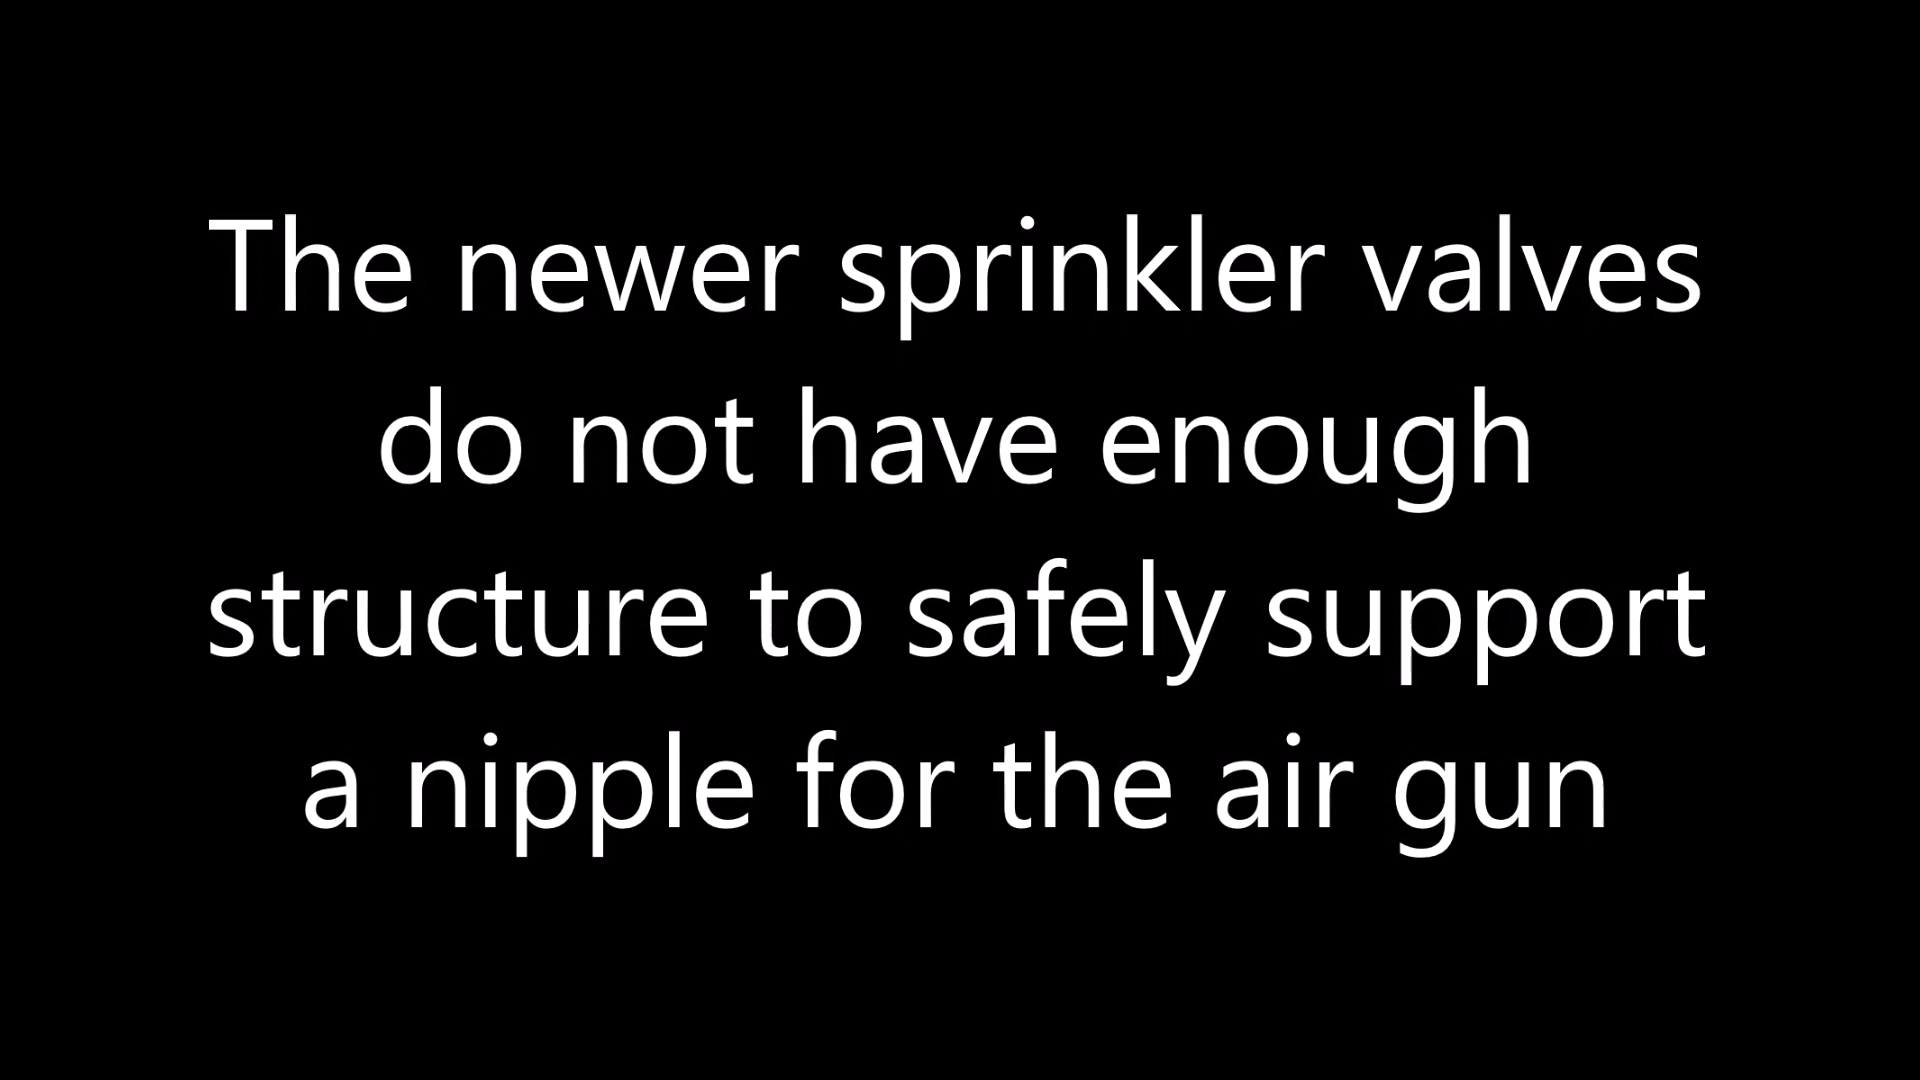 The newer sprinkler valves
do not have enough
structure to safely support
a nipple for the air gun